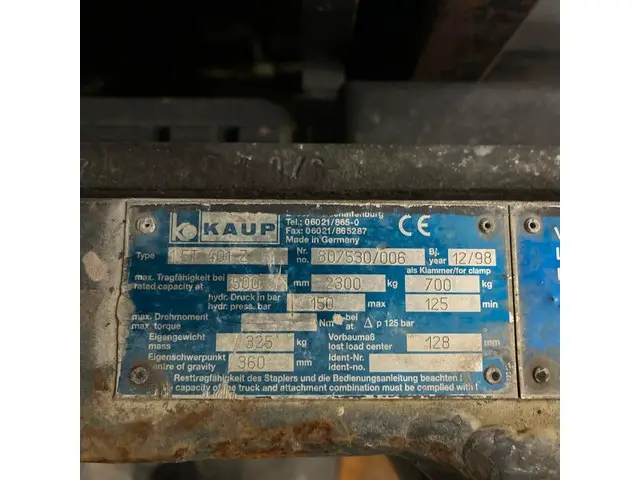 KAUP
Tel.: 06021/865-0
Fax: 06021/865287
Made in Germany
CE
Type
Nr. no. 807530/006
Bj. year 12/98
als Klammer/for clamp
max. Tragfähigkeit bei
rated capacity at 500 mm 2300 kg 700 kg
hydr. Druck in bar
hydr. press. bar 150 max 125 min
max. Drehmoment
max. torque Nm bei at Δ p 125 bar
Eigengewicht
mass 325 kg
Vorbaumaß
lost load center 128 mm
Eigenschwerpunkt
of gravity 360 mm
Ident-Nr.
ident-no.
Resttragfähigkeit des Staplers und die Bedienungsanleitung beachten !
capacity of the truck and attachment combination must be complied with !